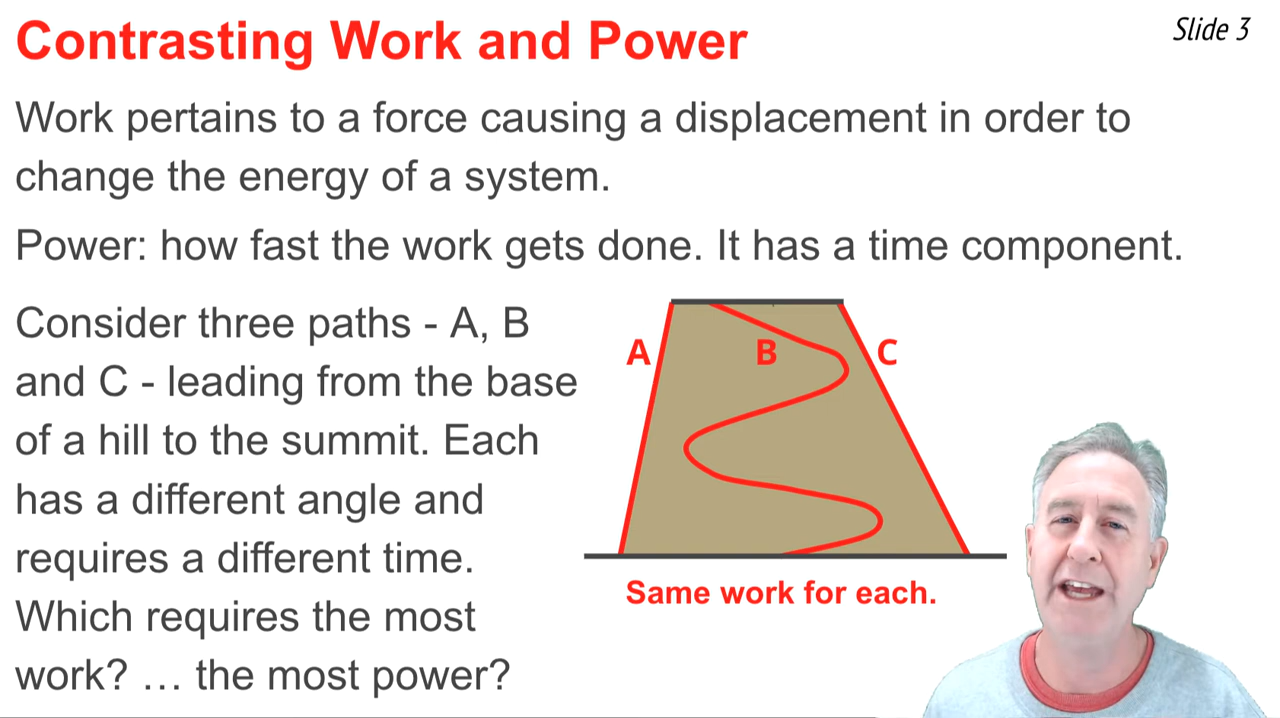 Contrasting Work and Power
Slide 3
Work pertains to a force causing a displacement in order to
change the energy of a system.
Power: how fast the work gets done. It has a time component.
Consider three paths - A, B
and C - leading from the base
of a hill to the summit. Each
has a different angle and
requires a different time.
Which requires the most
work? … the most power?
A
B
C
Same work for each.